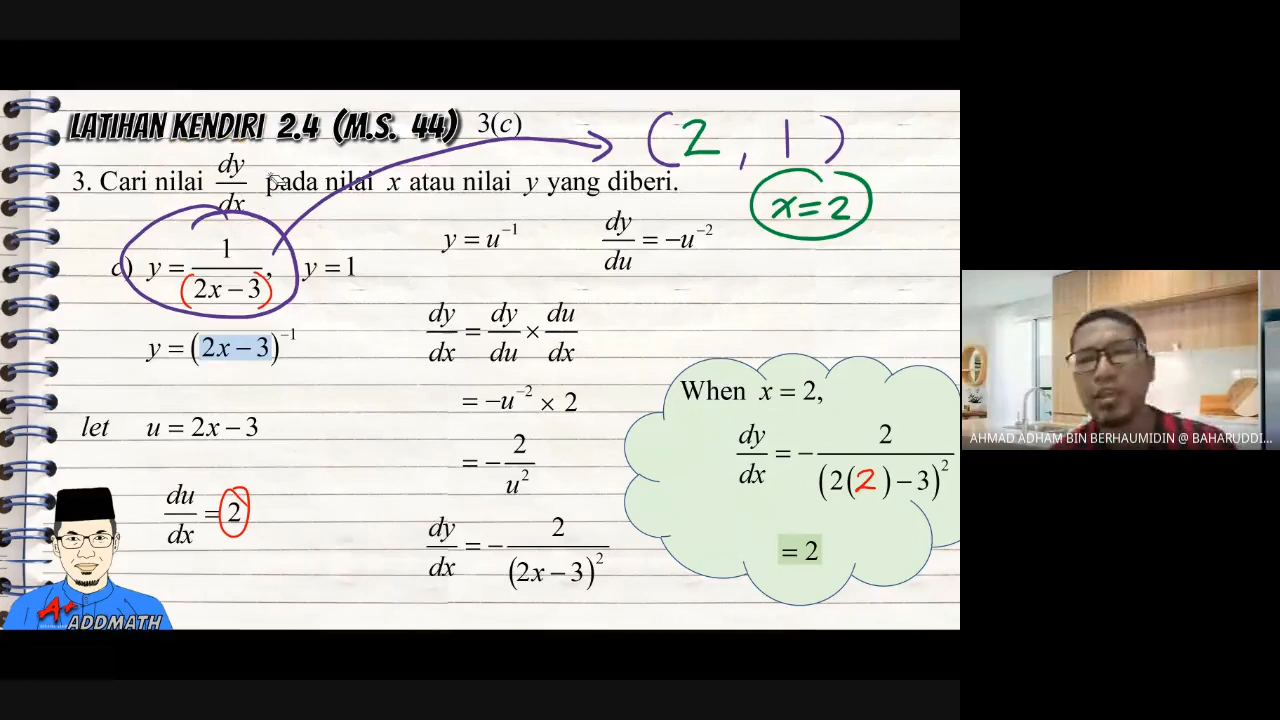 LATIHAN KENDIRI 2.4 (M.S. 44) 3(c)
(2, 1)
3. Cari nilai dy/dx pada nilai x atau nilai y yang diberi.
x = 2
c) y = 1/(2x − 3), y = 1
y = (2x − 3)^−1
let u = 2x − 3
du/dx = 2
y = u^−1 dy/du = −u^−2
dy/dx = dy/du × du/dx
= −u^−2 × 2
= − 2/u^2
dy/dx = − 2/(2x − 3)^2
When x = 2,
dy/dx = − 2/(2(2) − 3)^2
= 2
A+
ADDMATH
AHMAD ADHAM BIN BERHAUMIDIN @ BAHARUDDI...